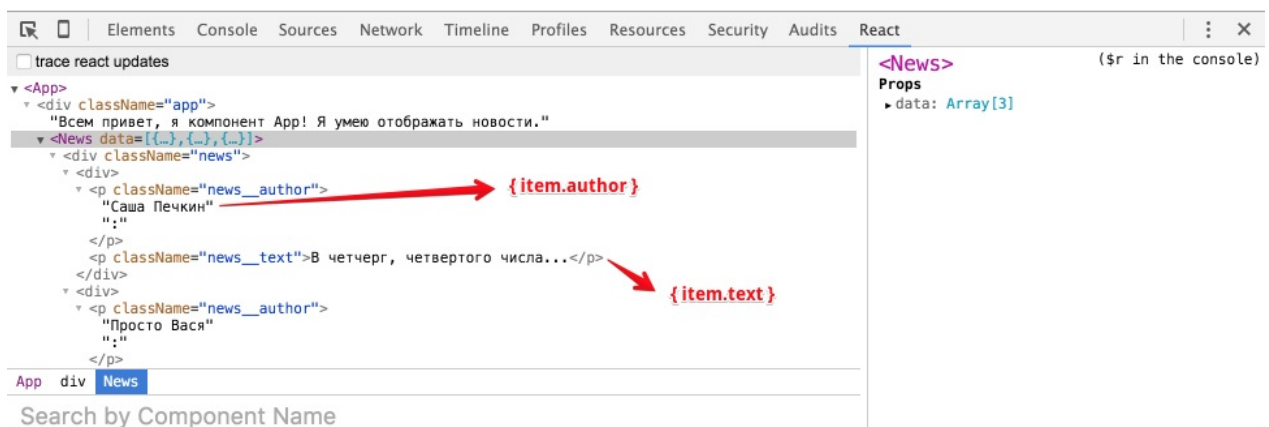 Elements Console Sources Network Timeline Profiles Resources Security Audits React
trace react updates
<News> ($r in the console)
Props
data: Array[3]
<App>
<div className="app">
"Всем привет, я компонент App! Я умею отображать новости."
<News data=[{…},{…},{…}]>
<div className="news">
<div>
<p className="news__author">
{ item.author }
"Саша Печкин"
":"
</p>
<p className="news__text">В четчерг, четвертого числа...</p>
{ item.text }
</div>
<div>
<p className="news__author">
"Просто Вася"
":"
</p>
App div News
Search by Component Name